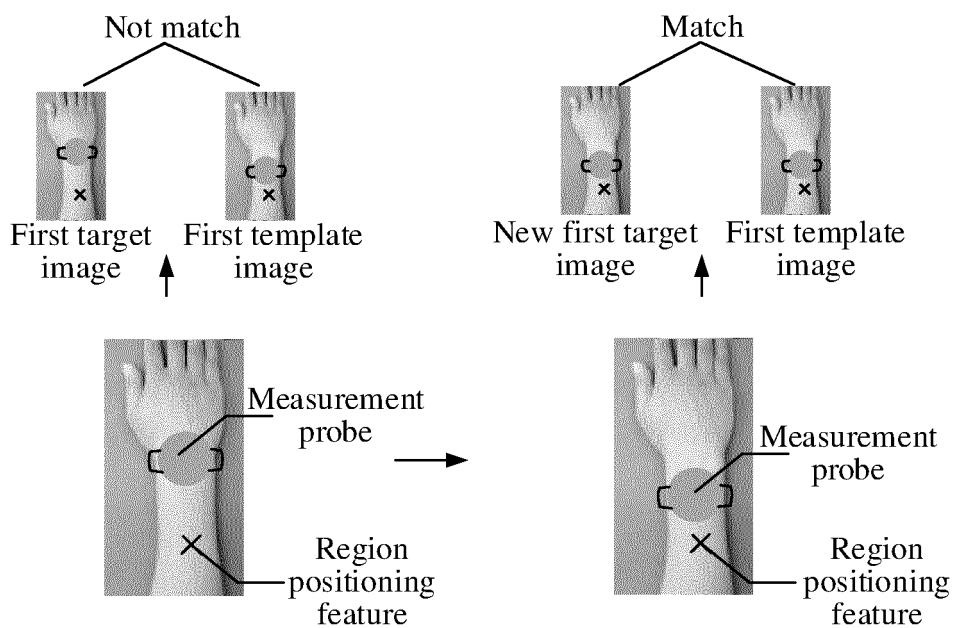 Not match
Match
First target
image
First template
image
New first target
image
First template
image
Measurement
probe
Region
positioning
feature
Measurement
probe
Region
positioning
feature